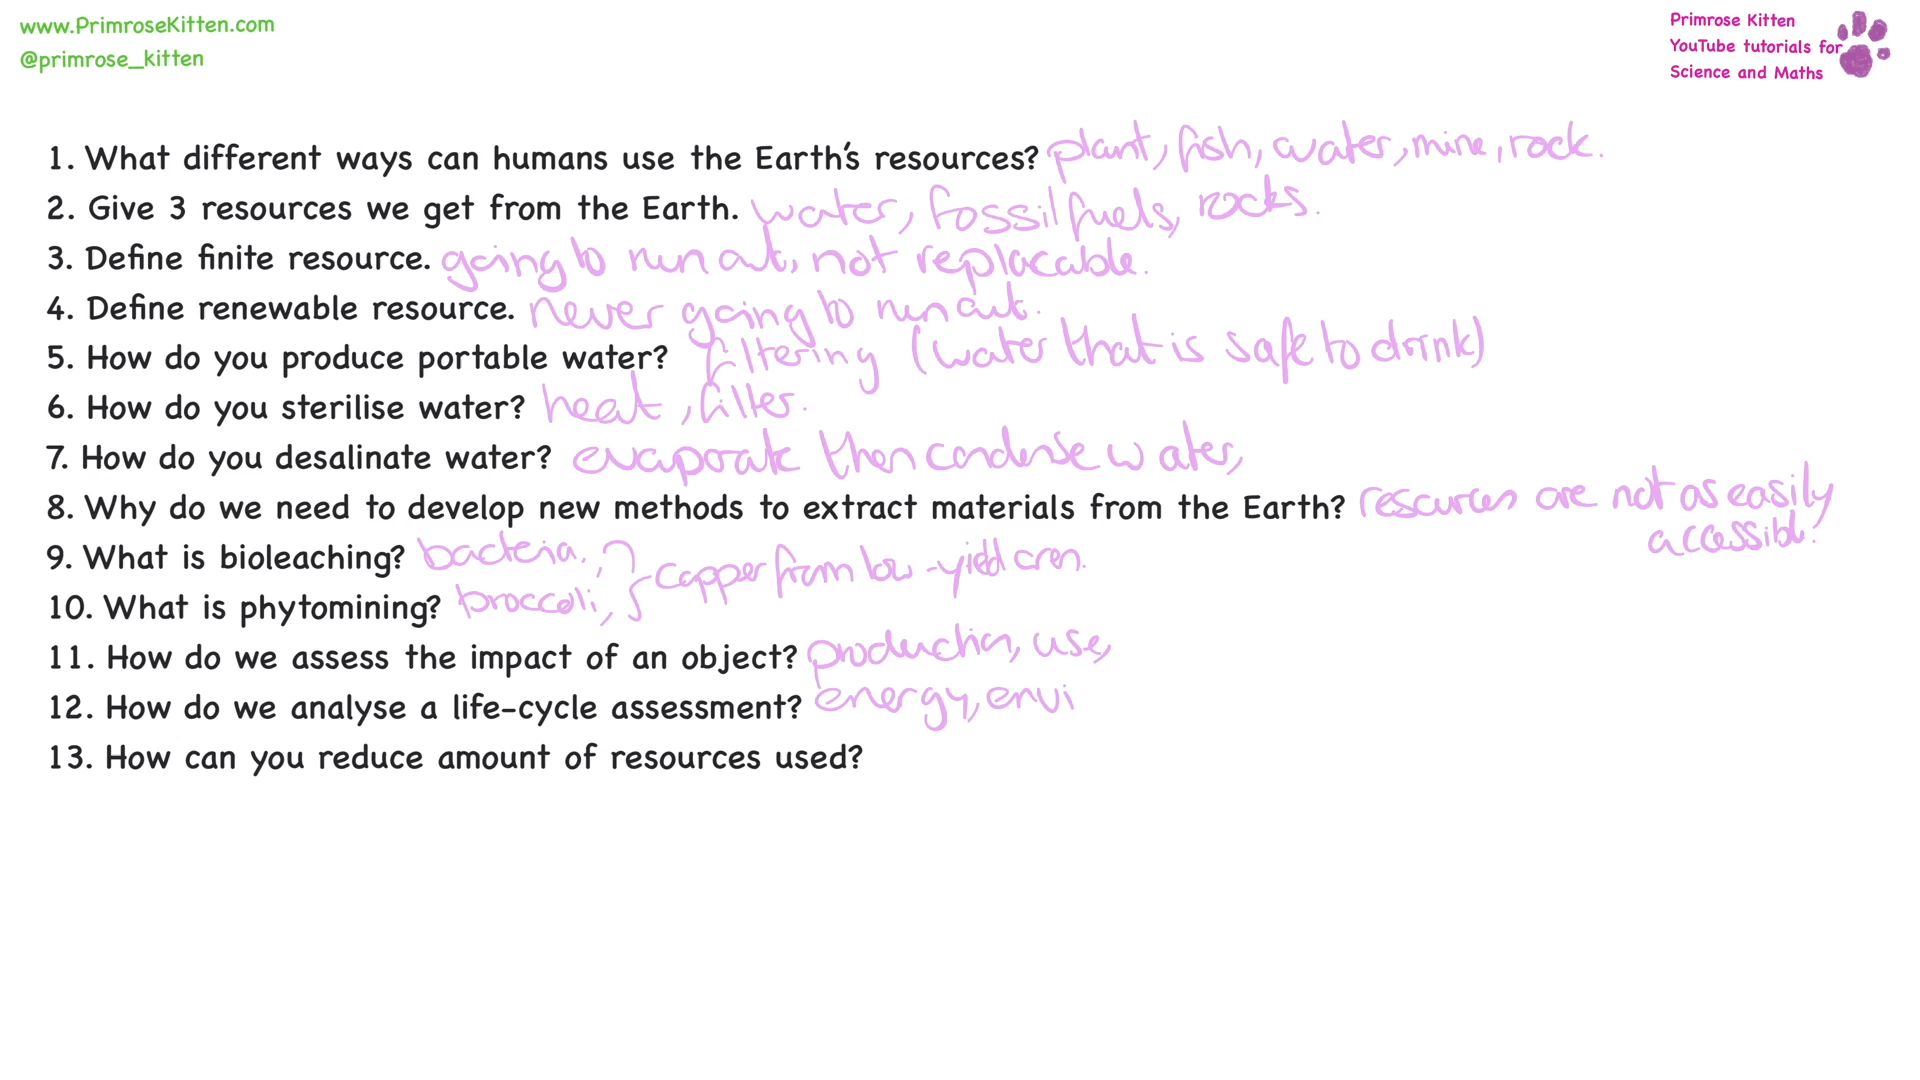 www.PrimroseKitten.com
@primrose_kitten
Primrose Kitten
YouTube tutorials for
Science and Maths
1. What different ways can humans use the Earth's resources? plant, fish, water, mine, rock.
2. Give 3 resources we get from the Earth. water, fossil fuels, rocks.
3. Define finite resource. going to run out, not replacable.
4. Define renewable resource. never going to run out.
5. How do you produce portable water? filtering (water that is safe to drink)
6. How do you sterilise water? heat, filter.
7. How do you desalinate water? evaporate then condense water,
8. Why do we need to develop new methods to extract materials from the Earth? resources are not as easily
accessible.
9. What is bioleaching? bacteria,
copper from low-yield
10. What is phytomining? broccoli,
11. How do we assess the impact of an object? production, use,
12. How do we analyse a life-cycle assessment? energy, envi
13. How can you reduce amount of resources used?